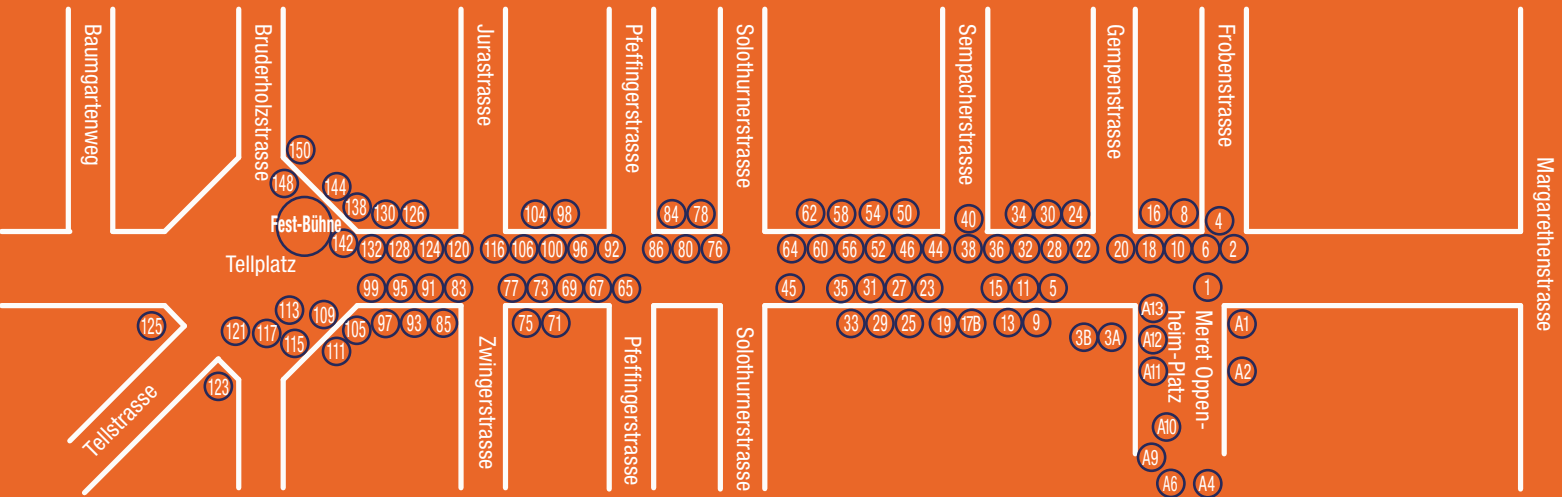 Baumgartenweg
Bruderholzstrasse
Jurastrasse
Pfeffingerstrasse
Solothurnerstrasse
Sempacherstrasse
Gempenstrasse
Frobenstrasse
Margarethenstrasse
150
148
144
138
130 126
104 98
84 78
62 58 54 50
40
34 30 24
16 8
4
Fest-Bühne
142
132 128 124 120
116 106 100 96 92
86 80 76
64 60 56 52 46 44
38 36 32 28 22
20 18 10 6 2
Tellplatz
99 95 91 83
77 73 69 67 65
45
35 31 27 23
15 11 5
1
113
109
105
97 93 85
75 71
33 29 25
19 17B
13 9
3B 3A
125
121
117
115
111
123
Tellstrasse
Zwingerstrasse
Pfeffingerstrasse
Solothurnerstrasse
Meret Oppen-
heim-Platz
A13
A12
A11
A10
A9
A6
A4
A1
A2